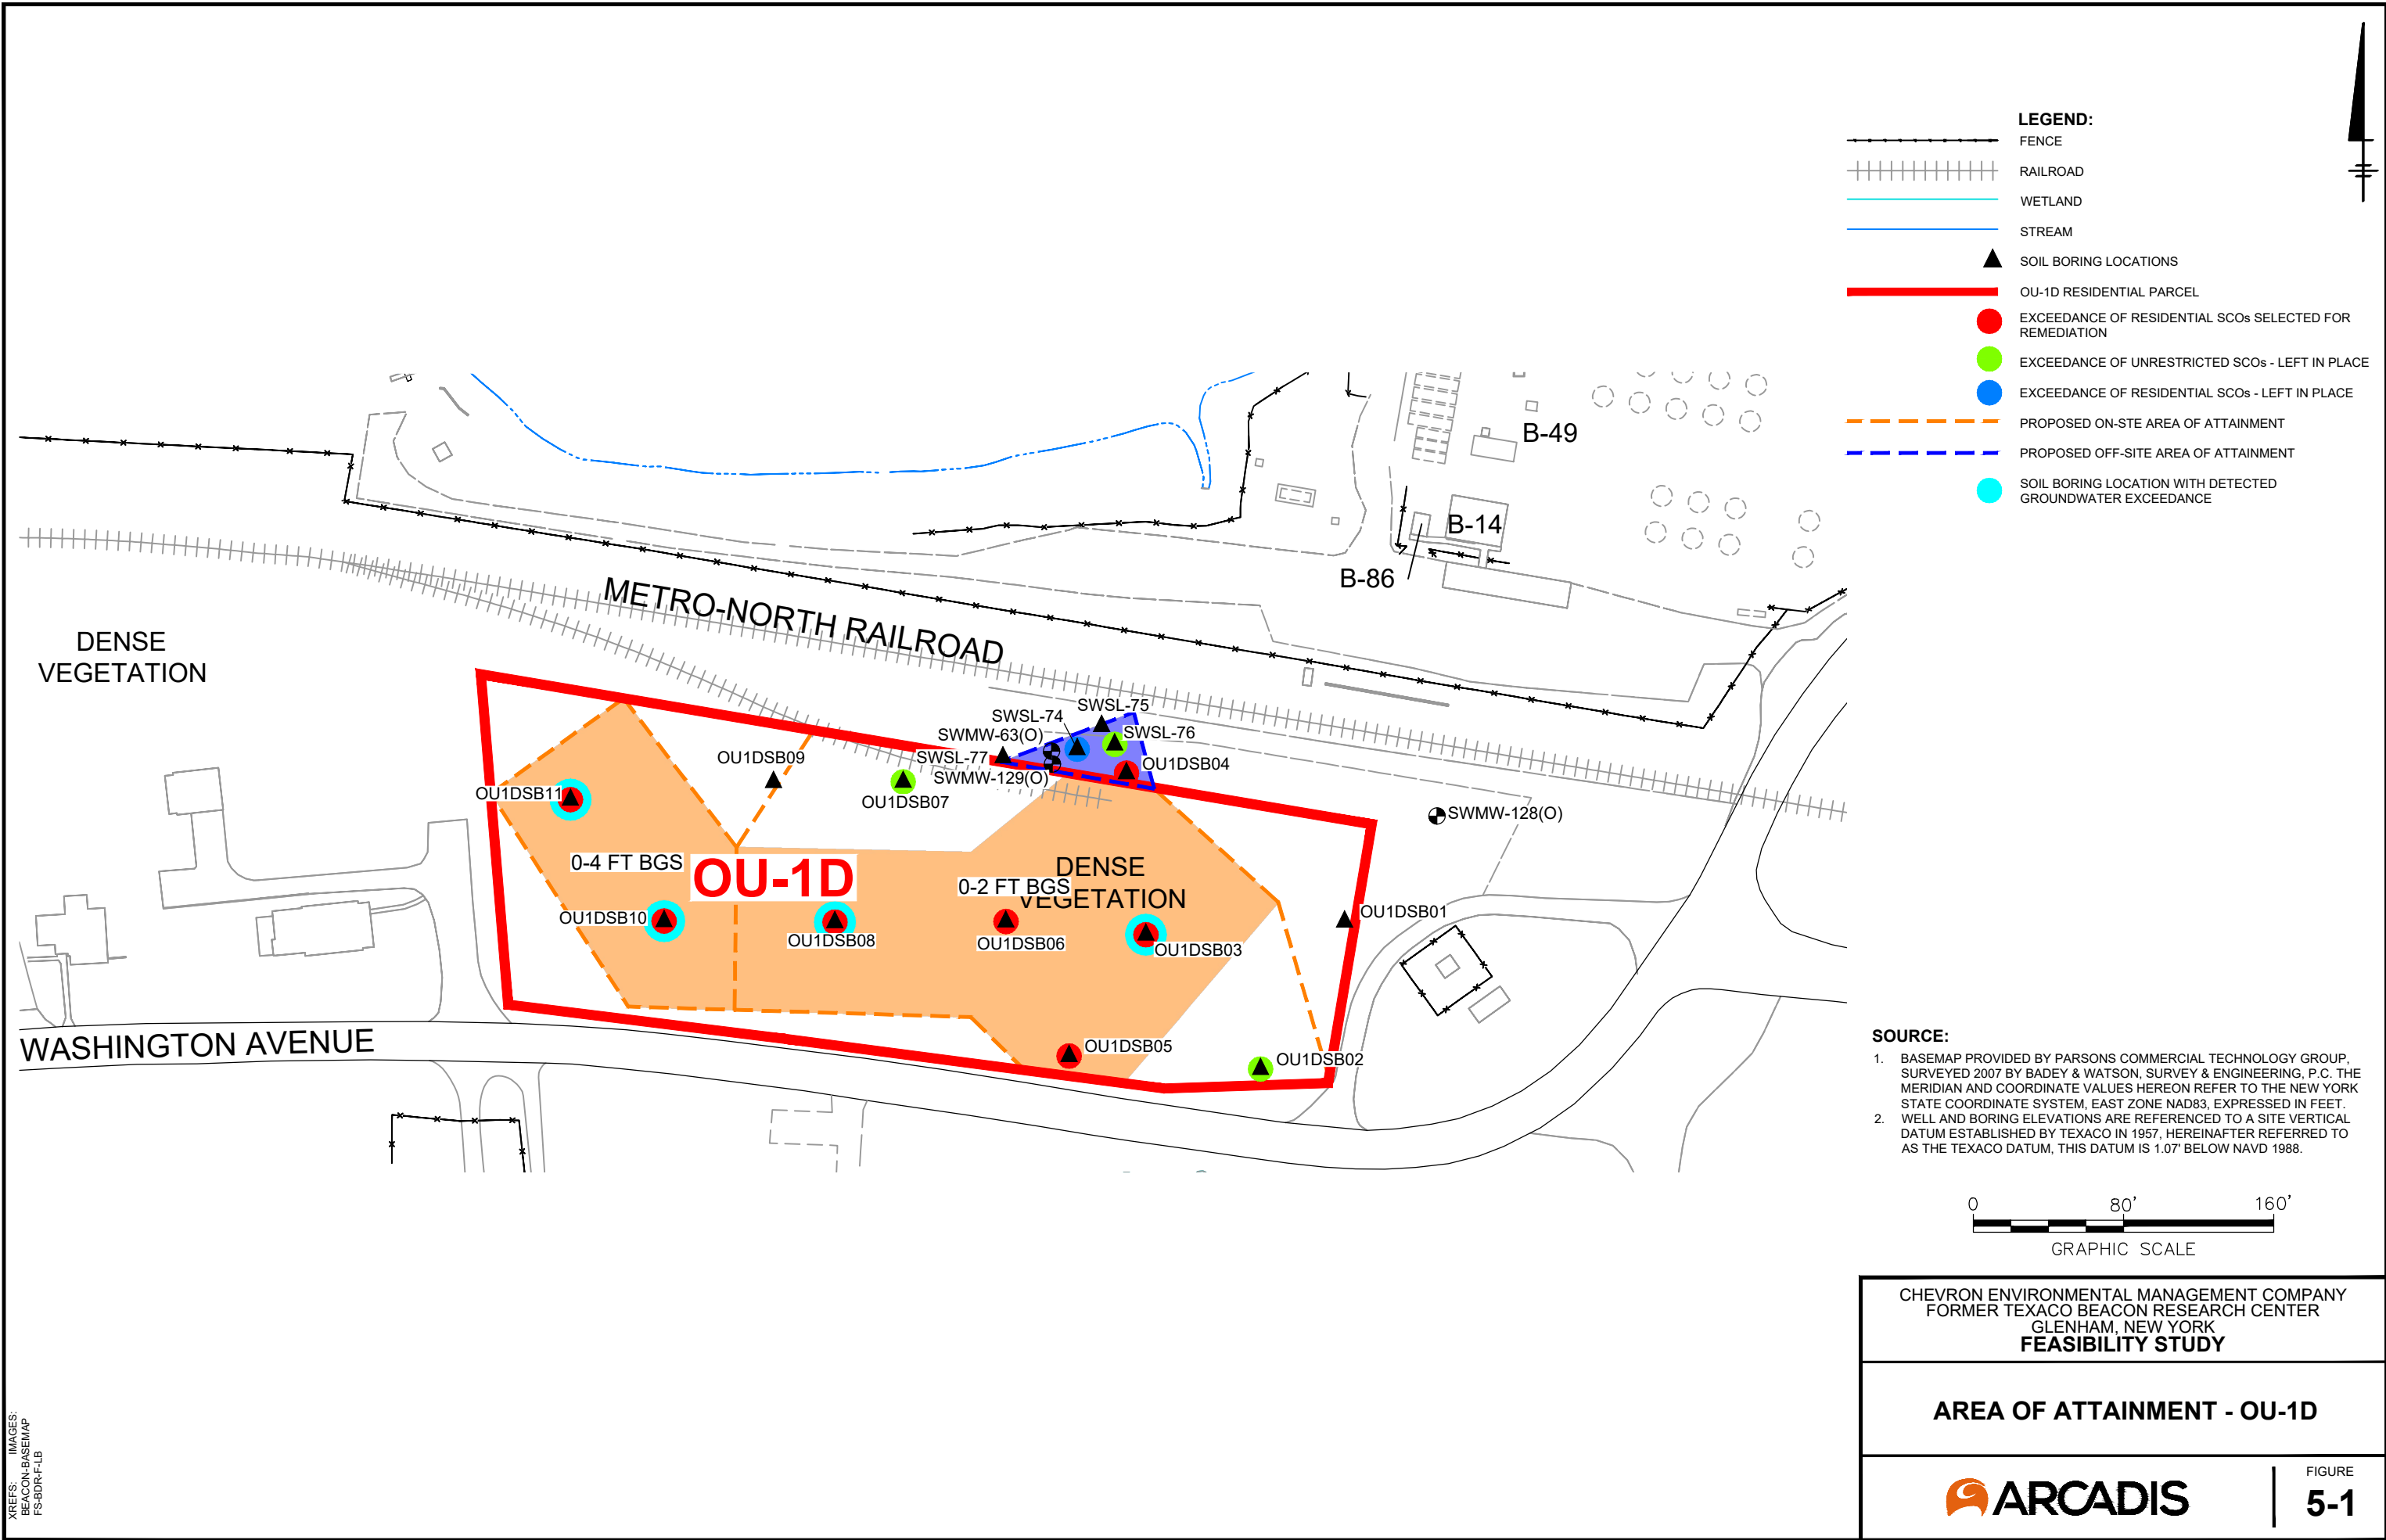 LEGEND:
FENCE
RAILROAD
WETLAND
STREAM
SOIL BORING LOCATIONS
OU-1D RESIDENTIAL PARCEL
EXCEEDANCE OF RESIDENTIAL SCOs SELECTED FOR
REMEDIATION
EXCEEDANCE OF UNRESTRICTED SCOs - LEFT IN PLACE
EXCEEDANCE OF RESIDENTIAL SCOs - LEFT IN PLACE
PROPOSED ON-STE AREA OF ATTAINMENT
PROPOSED OFF-SITE AREA OF ATTAINMENT
SOIL BORING LOCATION WITH DETECTED
GROUNDWATER EXCEEDANCE
B-49
B-14
B-86
METRO-NORTH RAILROAD
DENSE
VEGETATION
SWSL-75
SWSL-74
SWSL-76
SWMW-63(O)
SWSL-77
SWMW-129(O)
OU1DSB04
OU1DSB09
OU1DSB07
OU1DSB11
SWMW-128(O)
0-4 FT BGS
OU-1D
DENSE
0-2 FT BGS
VEGETATION
OU1DSB10
OU1DSB08
OU1DSB06
OU1DSB03
OU1DSB01
OU1DSB05
OU1DSB02
WASHINGTON AVENUE
SOURCE:
1. BASEMAP PROVIDED BY PARSONS COMMERCIAL TECHNOLOGY GROUP,
SURVEYED 2007 BY BADEY & WATSON, SURVEY & ENGINEERING, P.C. THE
MERIDIAN AND COORDINATE VALUES HEREON REFER TO THE NEW YORK
STATE COORDINATE SYSTEM, EAST ZONE NAD83, EXPRESSED IN FEET.
2. WELL AND BORING ELEVATIONS ARE REFERENCED TO A SITE VERTICAL
DATUM ESTABLISHED BY TEXACO IN 1957, HEREINAFTER REFERRED TO
AS THE TEXACO DATUM, THIS DATUM IS 1.07' BELOW NAVD 1988.
0 80' 160'
GRAPHIC SCALE
CHEVRON ENVIRONMENTAL MANAGEMENT COMPANY
FORMER TEXACO BEACON RESEARCH CENTER
GLENHAM, NEW YORK
FEASIBILITY STUDY
AREA OF ATTAINMENT - OU-1D
ARCADIS
FIGURE
5-1
XREFS: IMAGES:
BEACON-BASEMAP
FS-BDR-F-LB